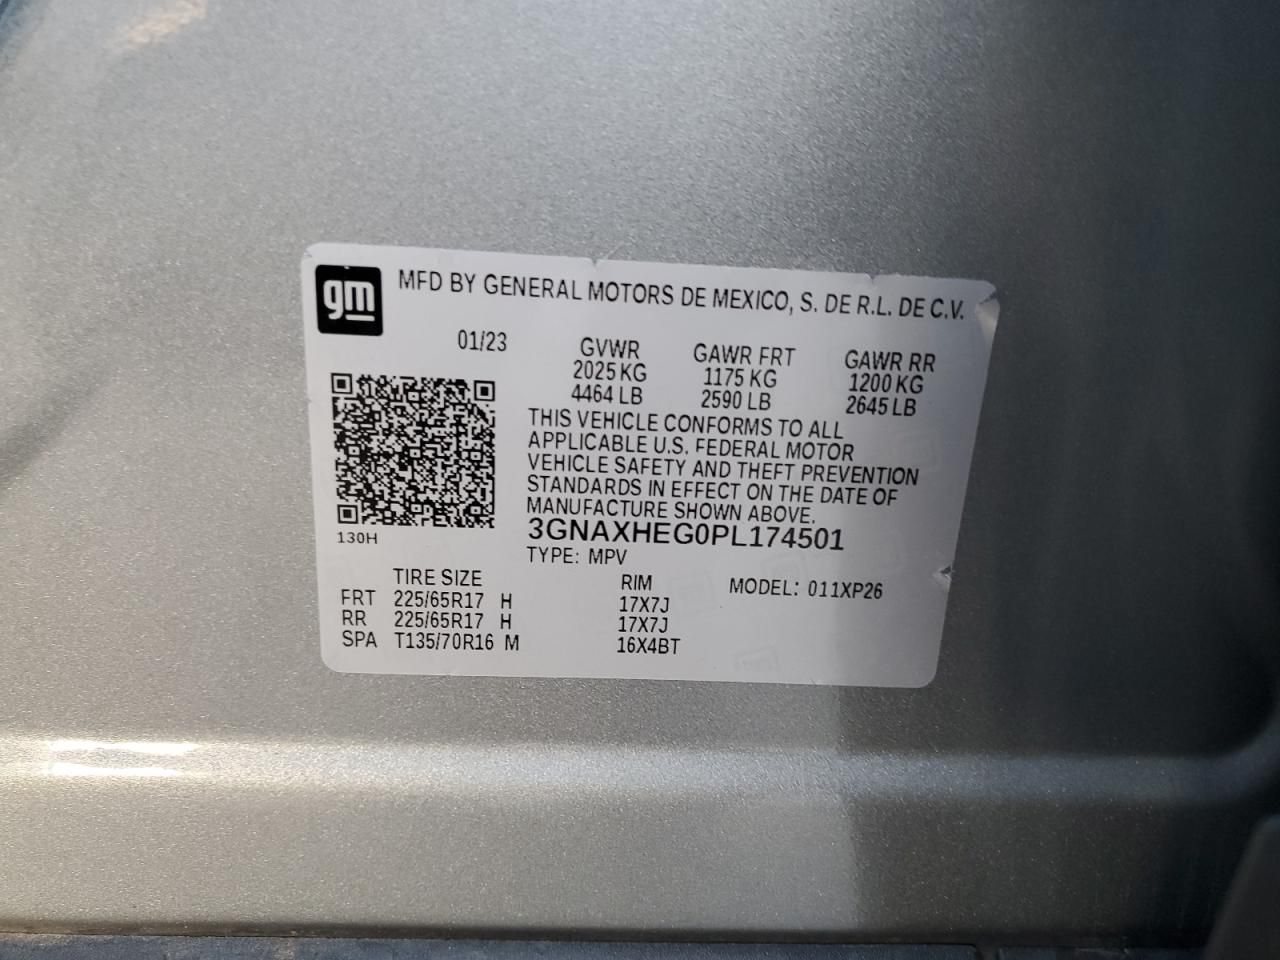 gm
MFD BY GENERAL MOTORS DE MEXICO, S. DE R.L. DE C.V.
01/23 GVWR GAWR FRT GAWR RR
2025 KG 1175 KG 1200 KG
4464 LB 2590 LB 2645 LB
THIS VEHICLE CONFORMS TO ALL
APPLICABLE U.S. FEDERAL MOTOR
VEHICLE SAFETY AND THEFT PREVENTION
STANDARDS IN EFFECT ON THE DATE OF
MANUFACTURE SHOWN ABOVE.
3GNAXHEG0PL174501
130H
TYPE: MPV
TIRE SIZE RIM MODEL: 011XP26
FRT 225/65R17 H 17X7J
RR 225/65R17 H 17X7J
SPA T135/70R16 M 16X4BT